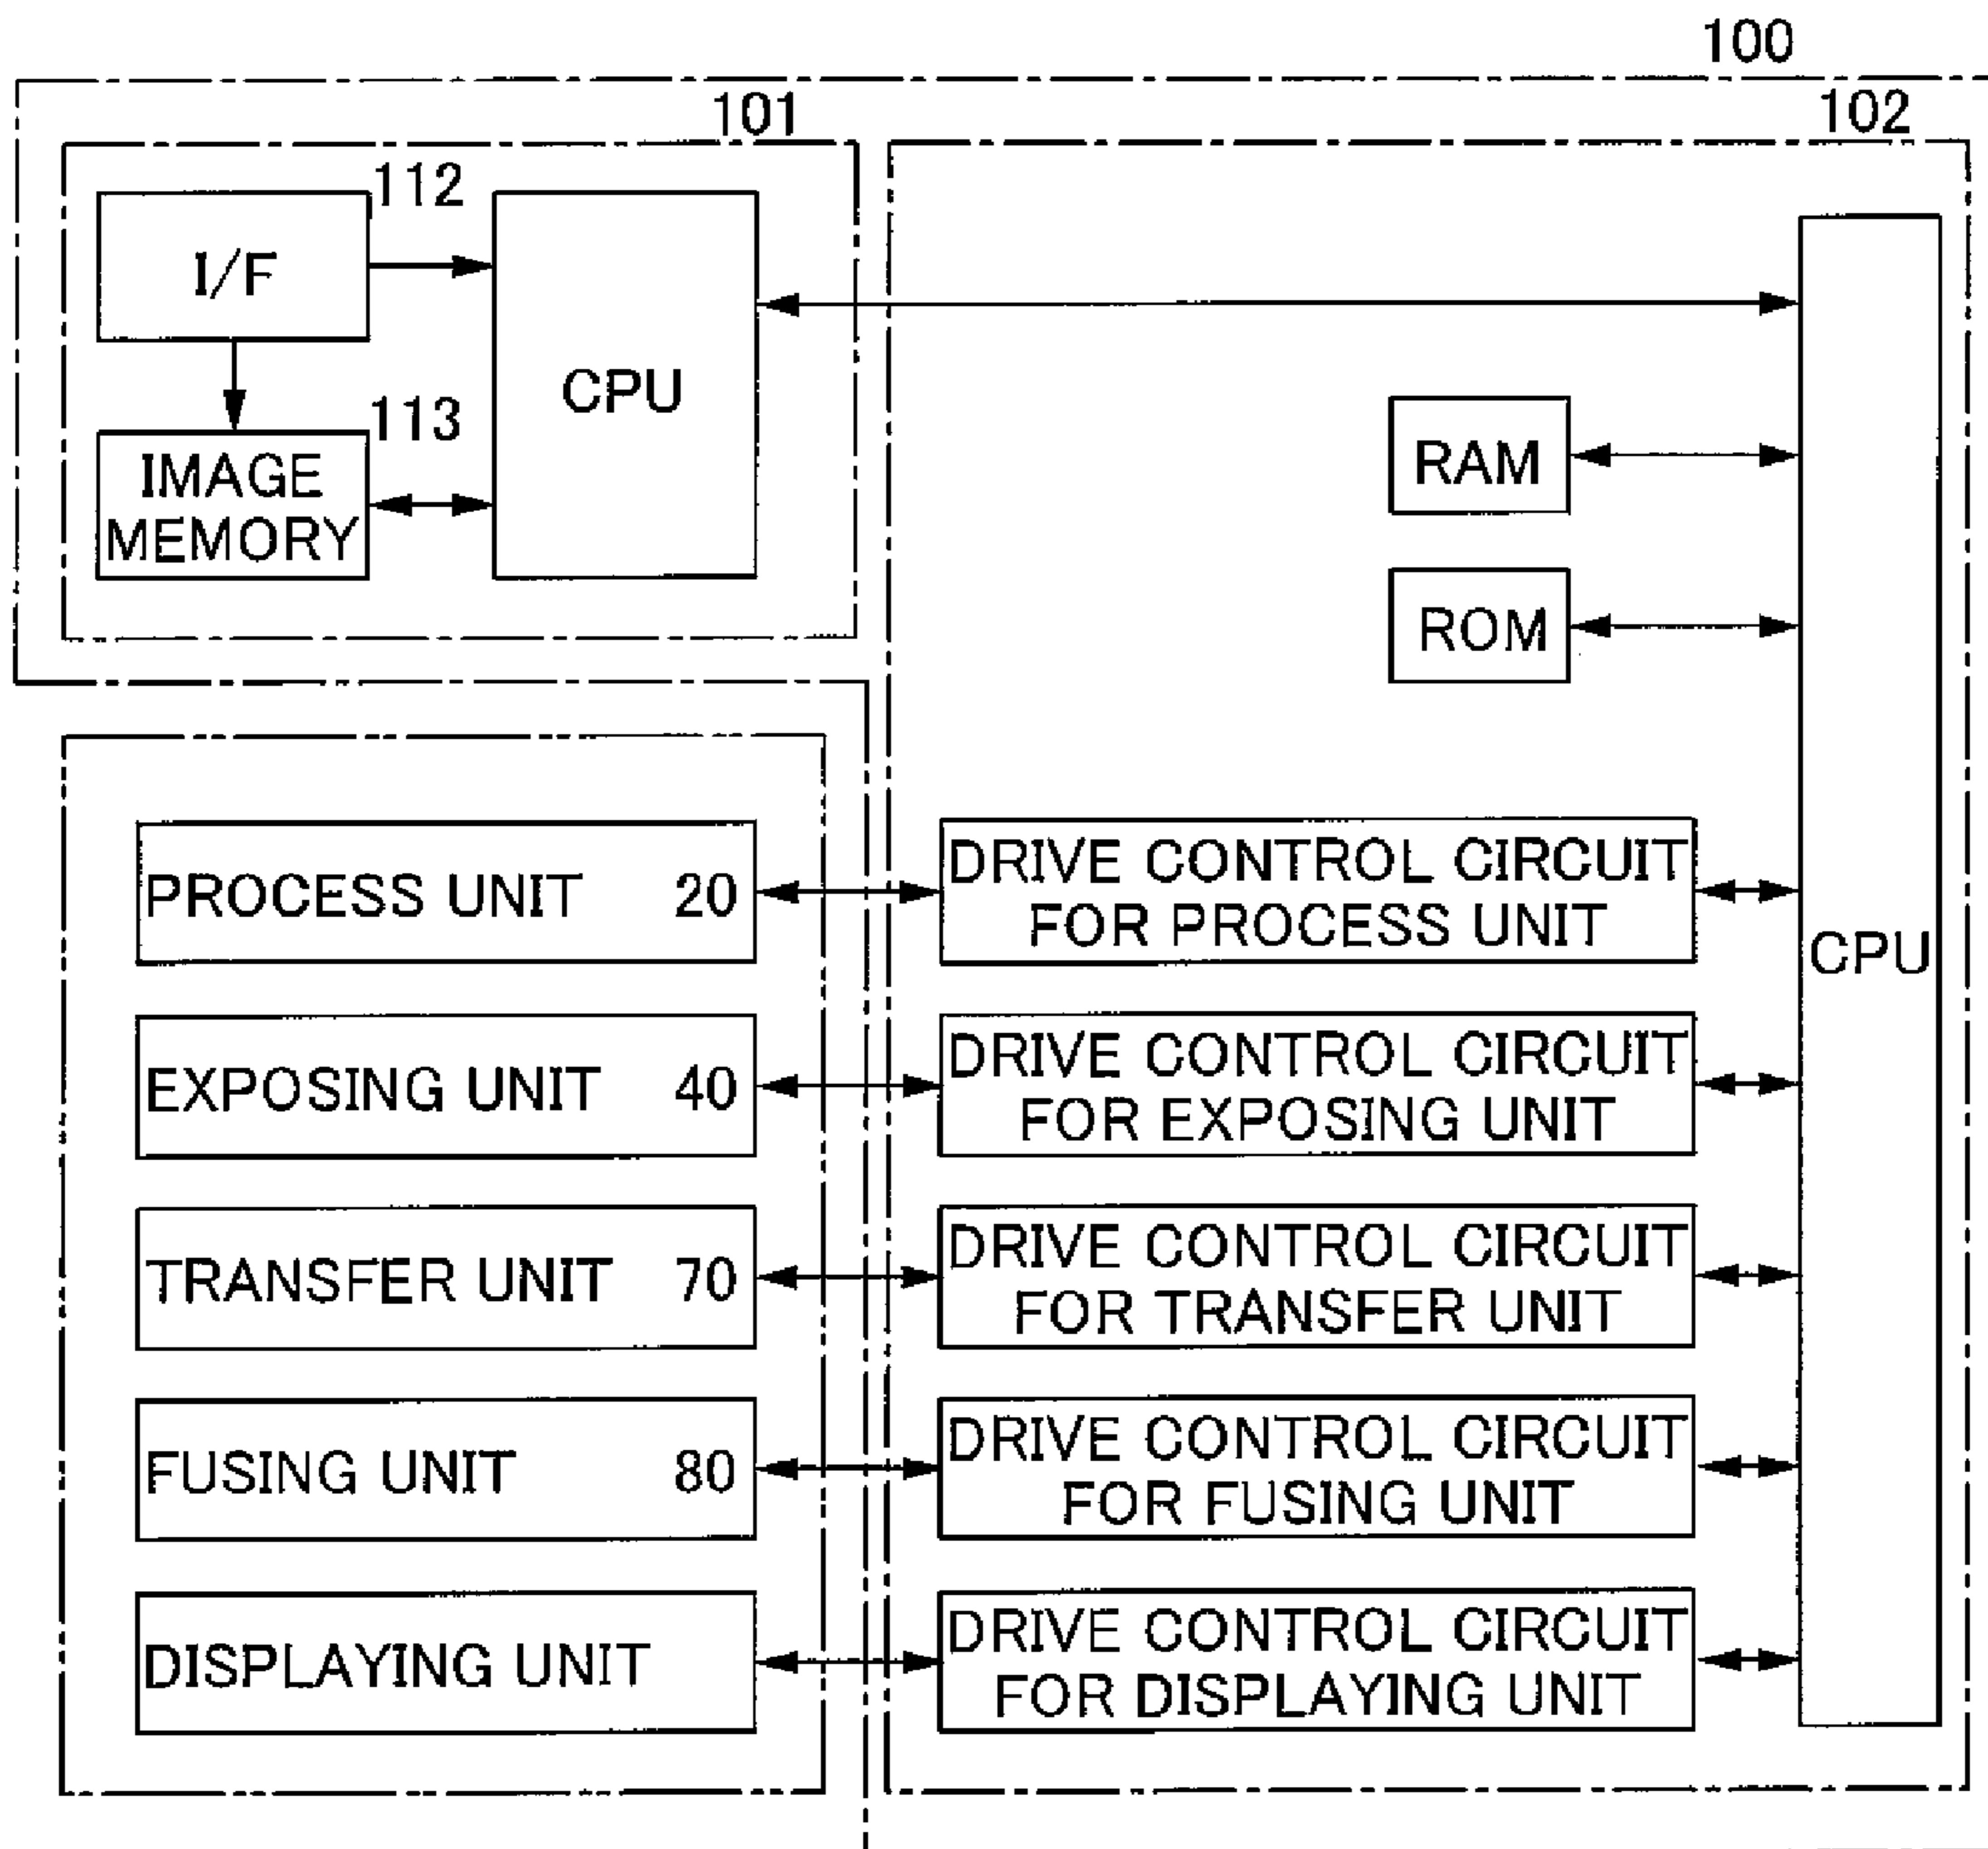 100
101
102
112
I/F
CPU
113
IMAGE
MEMORY
RAM
ROM
CPU
PROCESS UNIT 20
DRIVE CONTROL CIRCUIT
FOR PROCESS UNIT
EXPOSING UNIT 40
DRIVE CONTROL CIRCUIT
FOR EXPOSING UNIT
TRANSFER UNIT 70
DRIVE CONTROL CIRCUIT
FOR TRANSFER UNIT
FUSING UNIT 80
DRIVE CONTROL CIRCUIT
FOR FUSING UNIT
DISPLAYING UNIT
DRIVE CONTROL CIRCUIT
FOR DISPLAYING UNIT